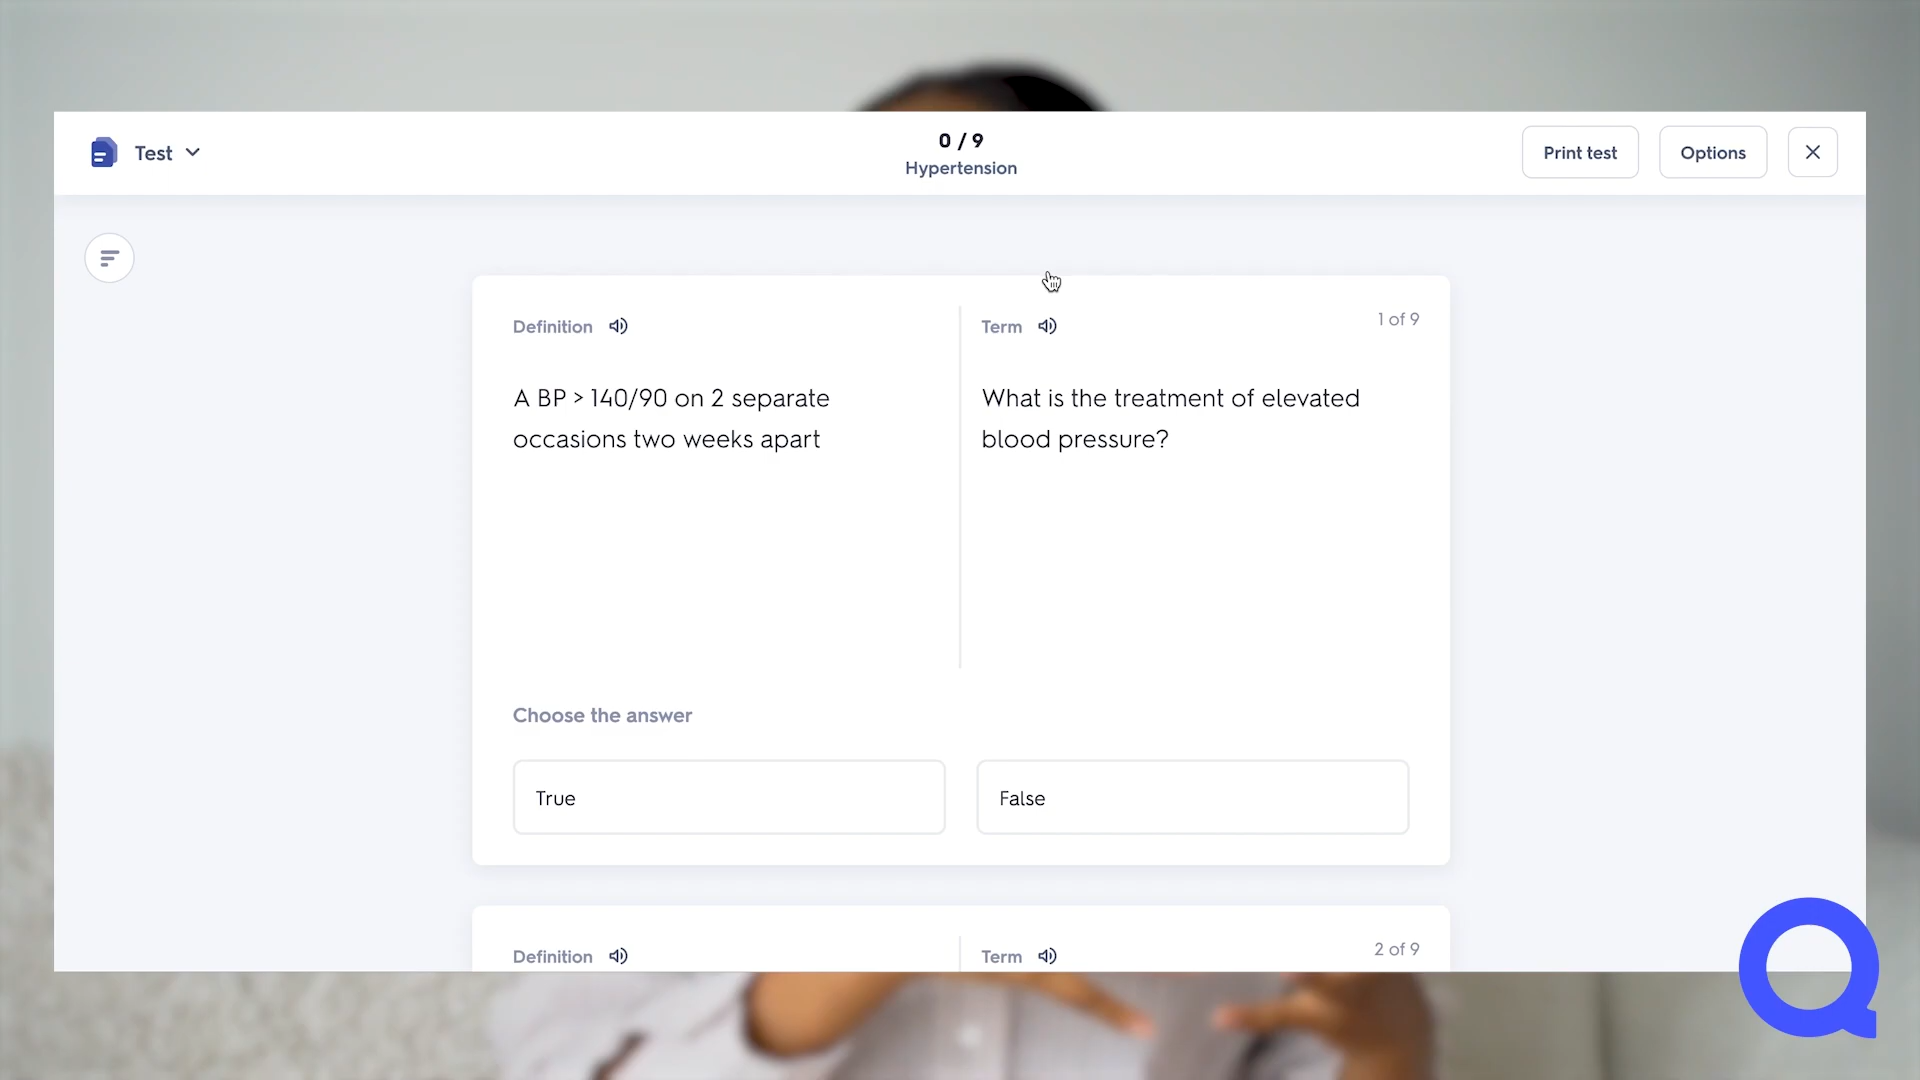 Test
0 / 9
Hypertension
Print test
Options
Definition
Term
1 of 9
A BP > 140/90 on 2 separate
occasions two weeks apart
What is the treatment of elevated
blood pressure?
Choose the answer
True
False
Definition
Term
2 of 9